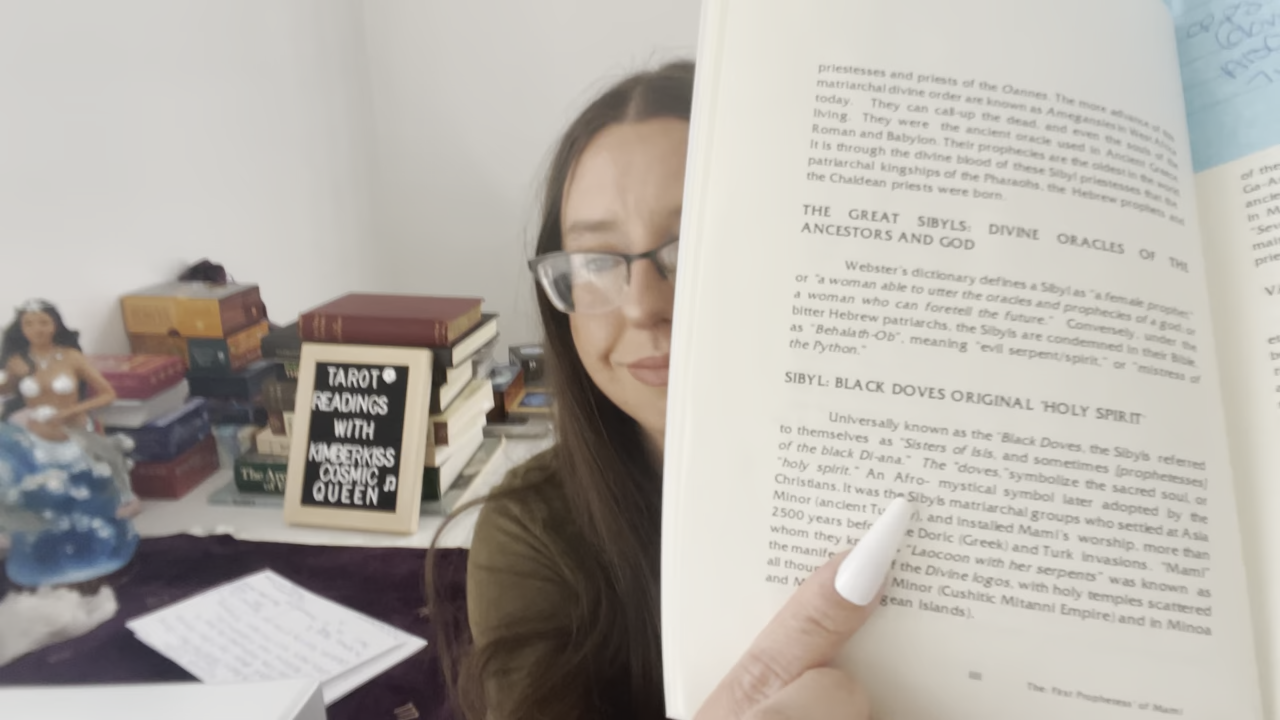 TAROT
READINGS
WITH
KIMBERKISS
COSMIC
QUEEN
priestesses and priests of the Oannes. The more advance of this
matriarchal divine order are known as Amegansies in West Africa
today. They can call-up the dead, and even the souls of the
living. They were the ancient oracle used in Ancient Greece
Roman and Babylon. Their prophecies are the oldest in the world
It is through the divine blood of these Sibyl priestesses that the
patriarchal kingships of the Pharaohs, the Hebrew prophets and
the Chaldean priests were born.
THE GREAT SIBYLS: DIVINE ORACLES OF THE
ANCESTORS AND GOD
Webster's dictionary defines a Sibyl as "a female prophet,"
or "a woman able to utter the oracles and prophecies of a god, or
a woman who can foretell the future." Conversely, under the
bitter Hebrew patriarchs, the Sibyls are condemned in their Bible,
as "Behalath-Ob", meaning "evil serpent/spirit," or "mistress of
the Python."
SIBYL: BLACK DOVES ORIGINAL "HOLY SPIRIT"
Universally known as the "Black Doves, the Sibyls referred
to themselves as "Sisters of Isis, and sometimes [prophetesses]
of the black Di-ana." The "doves,"symbolize the sacred soul, or
"holy spirit." An Afro- mystical symbol later adopted by the
Christians. It was the Sibyls matriarchal groups who settled at Asia
Minor (ancient and installed Mami's worship, more than
2500 years Doric (Greek) and Turk invasions. "Mami"
whom they "Laocoon with her serpents" was known as
the the Divine logos, with holy temples scattered
all Minor (Cushitic Mitanni Empire) and in Minoa
and Islands).
The First Prophetess' of Mami